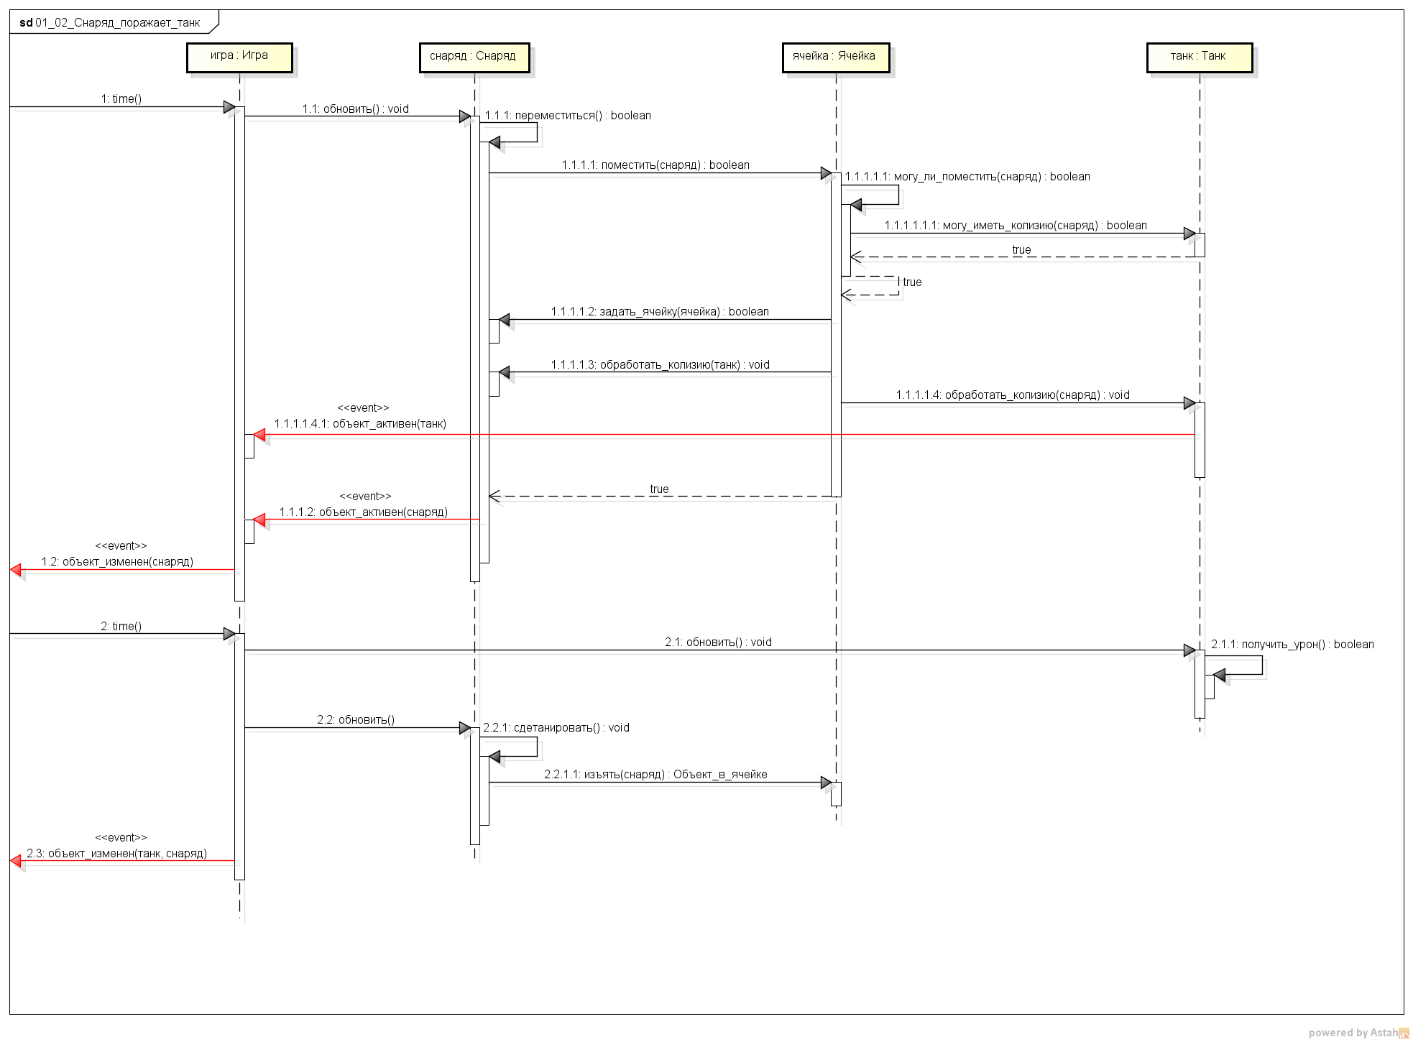 sd 01_02_Снаряд_поражает_танк
игра : Игра
снаряд : Снаряд
ячейка : Ячейка
танк : Танк
1: time()
1.1: обновить() : void
1.1.1: переместиться() : boolean
1.1.1.1: поместить(снаряд) : boolean
1.1.1.1.1: могу_ли_поместить(снаряд) : boolean
1.1.1.1.1.1: могу_иметь_колизию(снаряд) : boolean
true
true
1.1.1.1.2: задать_ячейку(ячейка) : boolean
1.1.1.1.3: обработать_колизию(танк) : void
1.1.1.1.4: обработать_колизию(снаряд) : void
<<event>>
1.1.1.1.4.1: объект_активен(танк)
true
<<event>>
1.1.1.2: объект_активен(снаряд)
<<event>>
1.2: объект_изменен(снаряд)
2: time()
2.1: обновить() : void
2.1.1: получить_урон() : boolean
2.2: обновить()
2.2.1: сдетанировать() : void
2.2.1.1: изъять(снаряд) : Объект_в_ячейке
<<event>>
2.3: объект_изменен(танк, снаряд)
powered by Astah